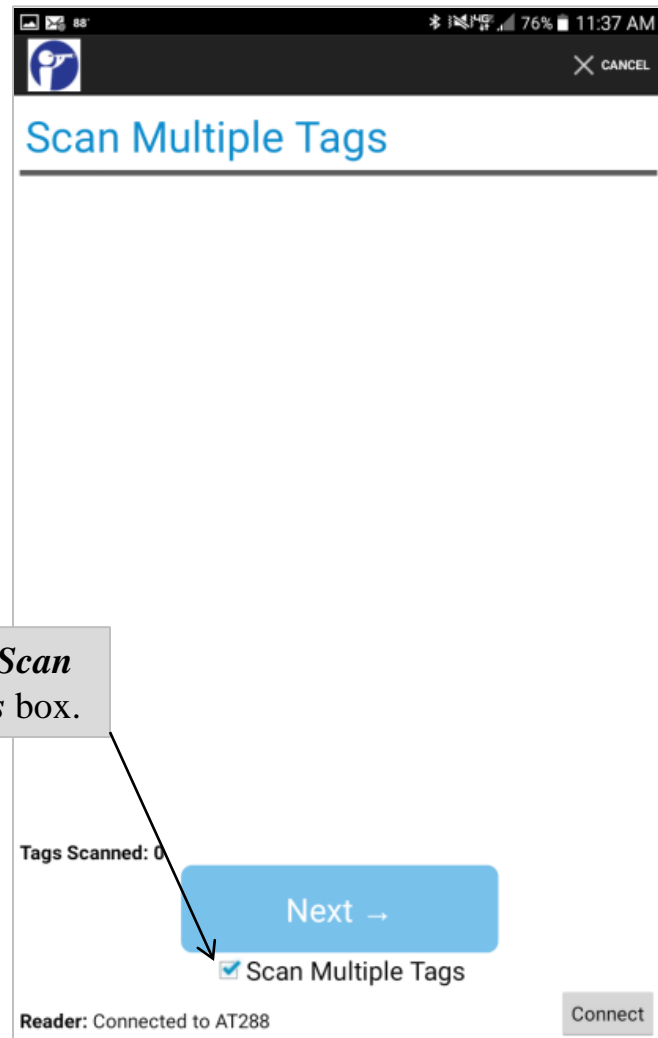 88°
76% 11:37 AM
CANCEL
Scan Multiple Tags
Scan
box.
Tags Scanned: 0
Next →
Scan Multiple Tags
Reader: Connected to AT288
Connect